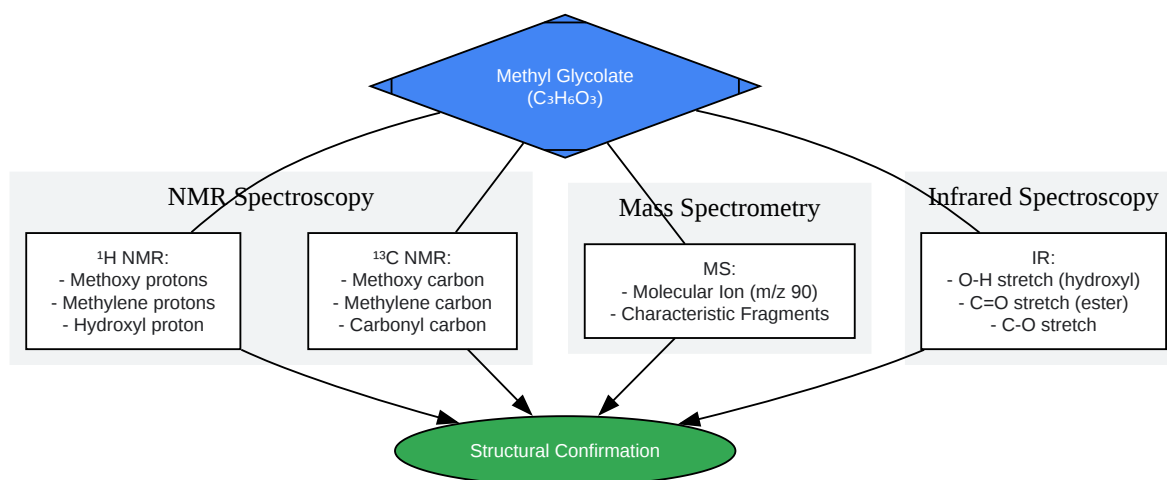 Methyl Glycolate
(C₃H₆O₃)
NMR Spectroscopy
¹H NMR:
- Methoxy protons
- Methylene protons
- Hydroxyl proton
¹³C NMR:
- Methoxy carbon
- Methylene carbon
- Carbonyl carbon
Mass Spectrometry
MS:
- Molecular Ion (m/z 90)
- Characteristic Fragments
Infrared Spectroscopy
IR:
- O-H stretch (hydroxyl)
- C=O stretch (ester)
- C-O stretch
Structural Confirmation